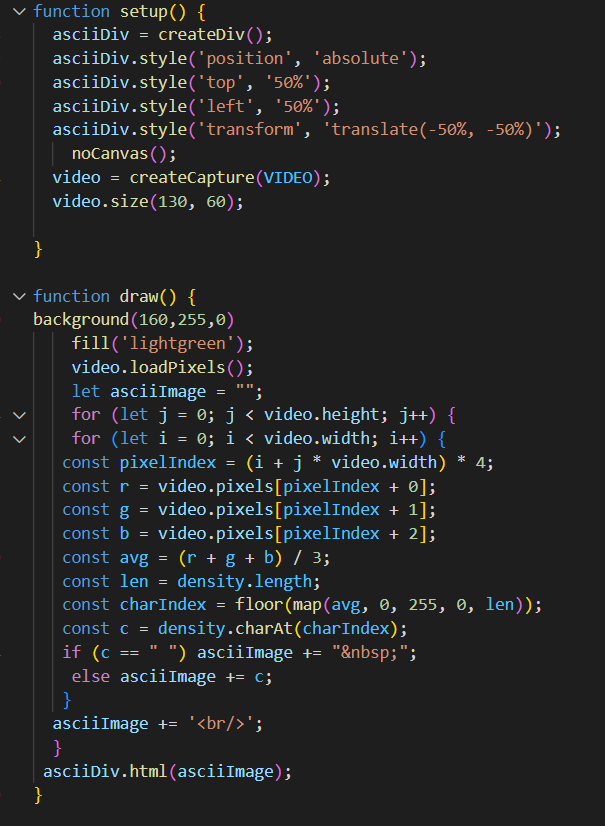 function setup() {
asciiDiv = createDiv();
asciiDiv.style('position', 'absolute');
asciiDiv.style('top', '50%');
asciiDiv.style('left', '50%');
asciiDiv.style('transform', 'translate(-50%, -50%)');
noCanvas();
video = createCapture(VIDEO);
video.size(130, 60);
}
function draw() {
background(160,255,0)
fill('lightgreen');
video.loadPixels();
let asciiImage = "";
for (let j = 0; j < video.height; j++) {
for (let i = 0; i < video.width; i++) {
const pixelIndex = (i + j * video.width) * 4;
const r = video.pixels[pixelIndex + 0];
const g = video.pixels[pixelIndex + 1];
const b = video.pixels[pixelIndex + 2];
const avg = (r + g + b) / 3;
const len = density.length;
const charIndex = floor(map(avg, 0, 255, 0, len));
const c = density.charAt(charIndex);
if (c == " ") asciiImage += "&nbsp;";
else asciiImage += c;
}
asciiImage += '<br/>';
}
asciiDiv.html(asciiImage);
}